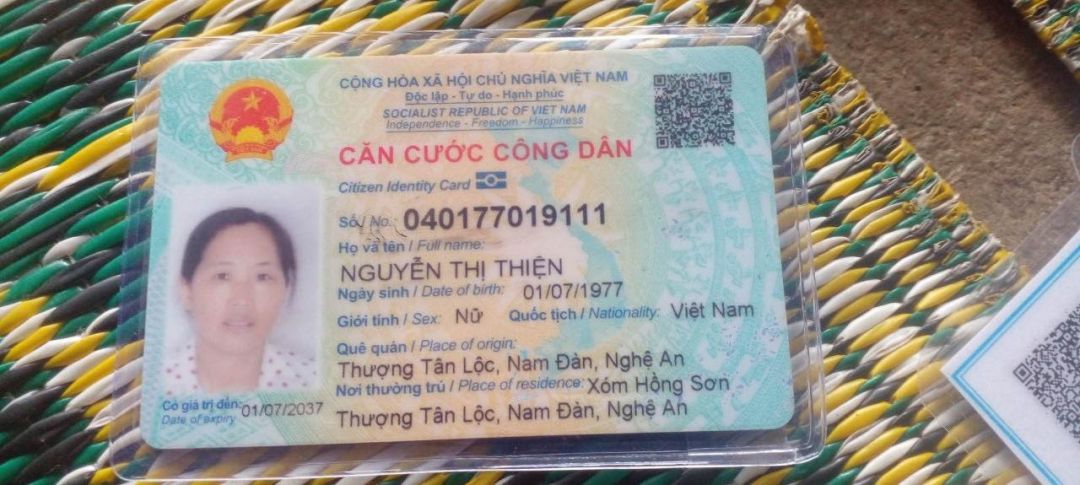 CỘNG HÒA XÃ HỘI CHỦ NGHĨA VIỆT NAM
Độc lập - Tự do - Hạnh phúc
SOCIALIST REPUBLIC OF VIET NAM
Independence - Freedom - Happiness
CĂN CƯỚC CÔNG DÂN
Citizen Identity Card
Số / No.: 040177019111
Họ và tên / Full name:
NGUYỄN THỊ THIỆN
Ngày sinh / Date of birth: 01/07/1977
Giới tính / Sex: Nữ Quốc tịch / Nationality: Việt Nam
Quê quán / Place of origin:
Thượng Tân Lộc, Nam Đàn, Nghệ An
Nơi thường trú / Place of residence: Xóm Hồng Sơn
Thượng Tân Lộc, Nam Đàn, Nghệ An
Có giá trị đến: 01/07/2037
Date of expiry